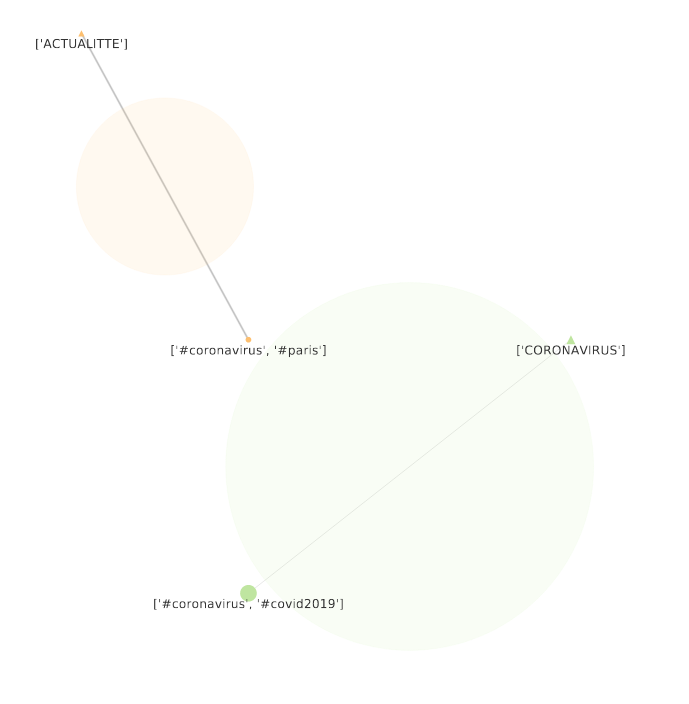 ['ACTUALITTE']
['#coronavirus', '#paris']
['CORONAVIRUS']
['#coronavirus', '#covid2019']